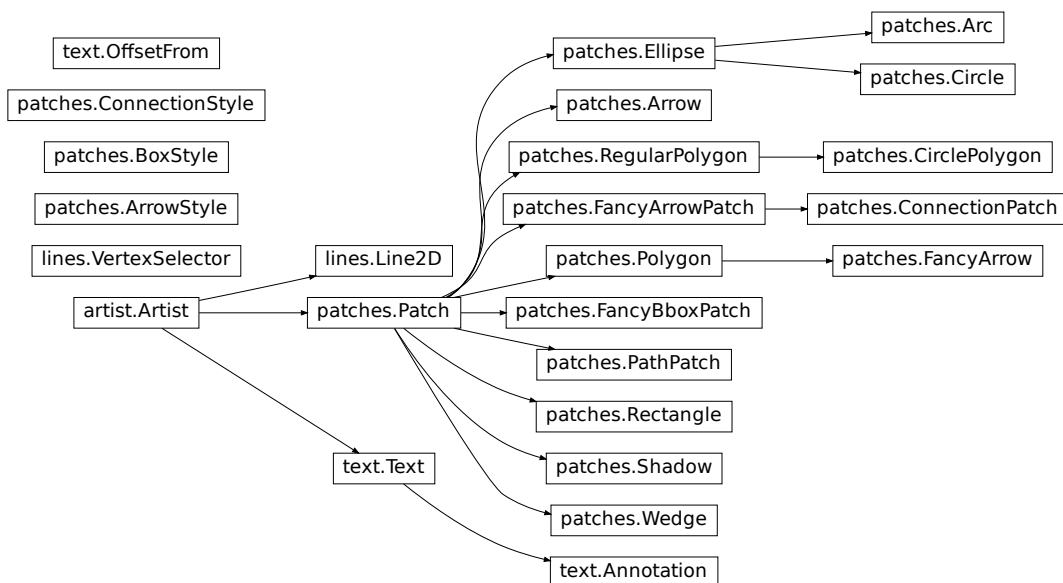 text.OffsetFrom
patches.ConnectionStyle
patches.BoxStyle
patches.ArrowStyle
lines.VertexSelector
artist.Artist
lines.Line2D
patches.Patch
text.Text
patches.Ellipse
patches.Arrow
patches.RegularPolygon
patches.FancyArrowPatch
patches.Polygon
patches.FancyBboxPatch
patches.PathPatch
patches.Rectangle
patches.Shadow
patches.Wedge
text.Annotation
patches.Arc
patches.Circle
patches.CirclePolygon
patches.ConnectionPatch
patches.FancyArrow